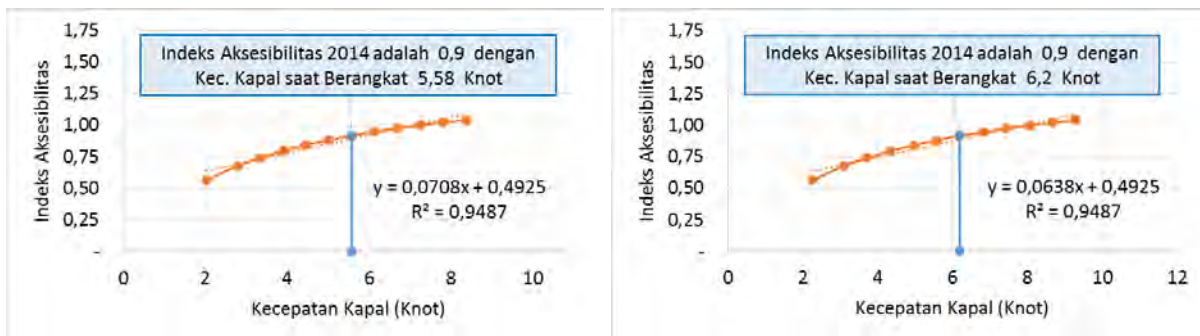 1,75
1,50
1,25
1,00
0,75
0,50
0,25
-
Indeks Aksesibilitas
Indeks Aksesibilitas 2014 adalah 0,9 dengan
Kec. Kapal saat Berangkat 5,58 Knot
y = 0,0708x + 0,4925
R² = 0,9487
0 2 4 6 8 10
Kecepatan Kapal (Knot)
1,75
1,50
1,25
1,00
0,75
0,50
0,25
-
Indeks Aksesibilitas
Indeks Aksesibilitas 2014 adalah 0,9 dengan
Kec. Kapal saat Berangkat 6,2 Knot
y = 0,0638x + 0,4925
R² = 0,9487
0 2 4 6 8 10 12
Kecepatan Kapal (Knot)